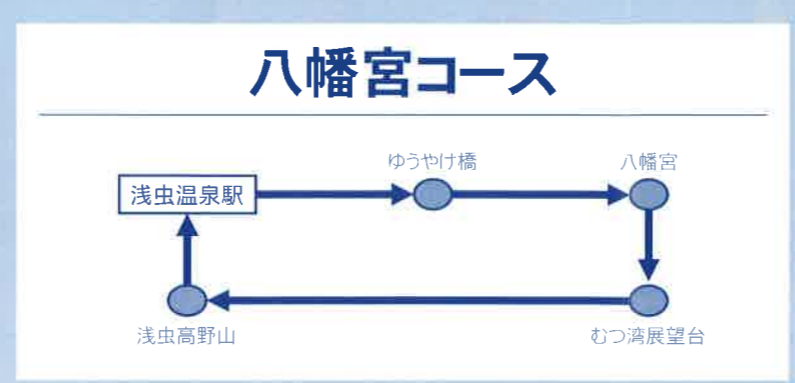 八幡宮コース
ゆうやけ橋
八幡宮
浅虫温泉駅
浅虫高野山
むつ湾展望台